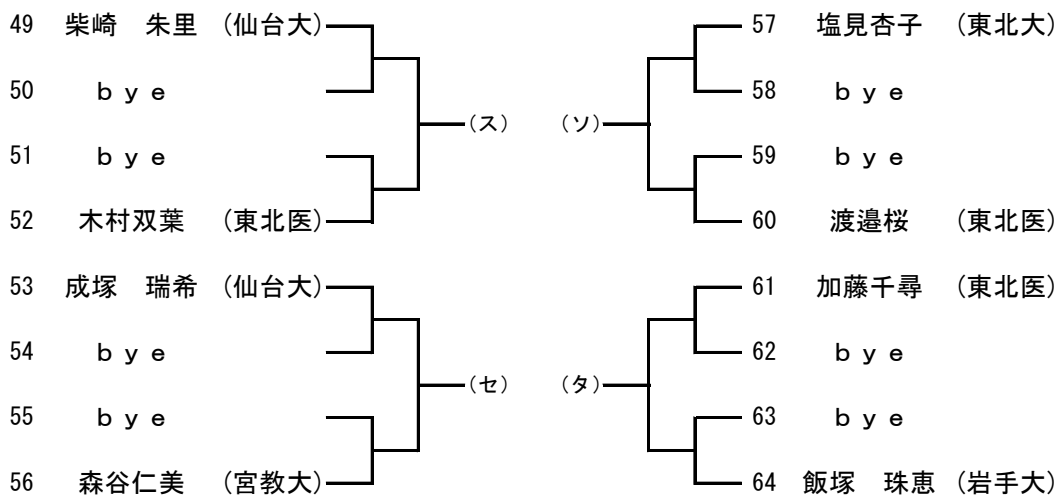 49 柴崎　朱里 (仙台大)
50 ｂｙｅ
(ス)
51 ｂｙｅ
52 木村双葉 (東北医)
53 成塚　瑞希 (仙台大)
54 ｂｙｅ
(セ)
55 ｂｙｅ
56 森谷仁美 (宮教大)
57 塩見杏子 (東北大)
58 ｂｙｅ
(ソ)
59 ｂｙｅ
60 渡邉桜 (東北医)
61 加藤千尋 (東北医)
62 ｂｙｅ
(タ)
63 ｂｙｅ
64 飯塚　珠恵 (岩手大)